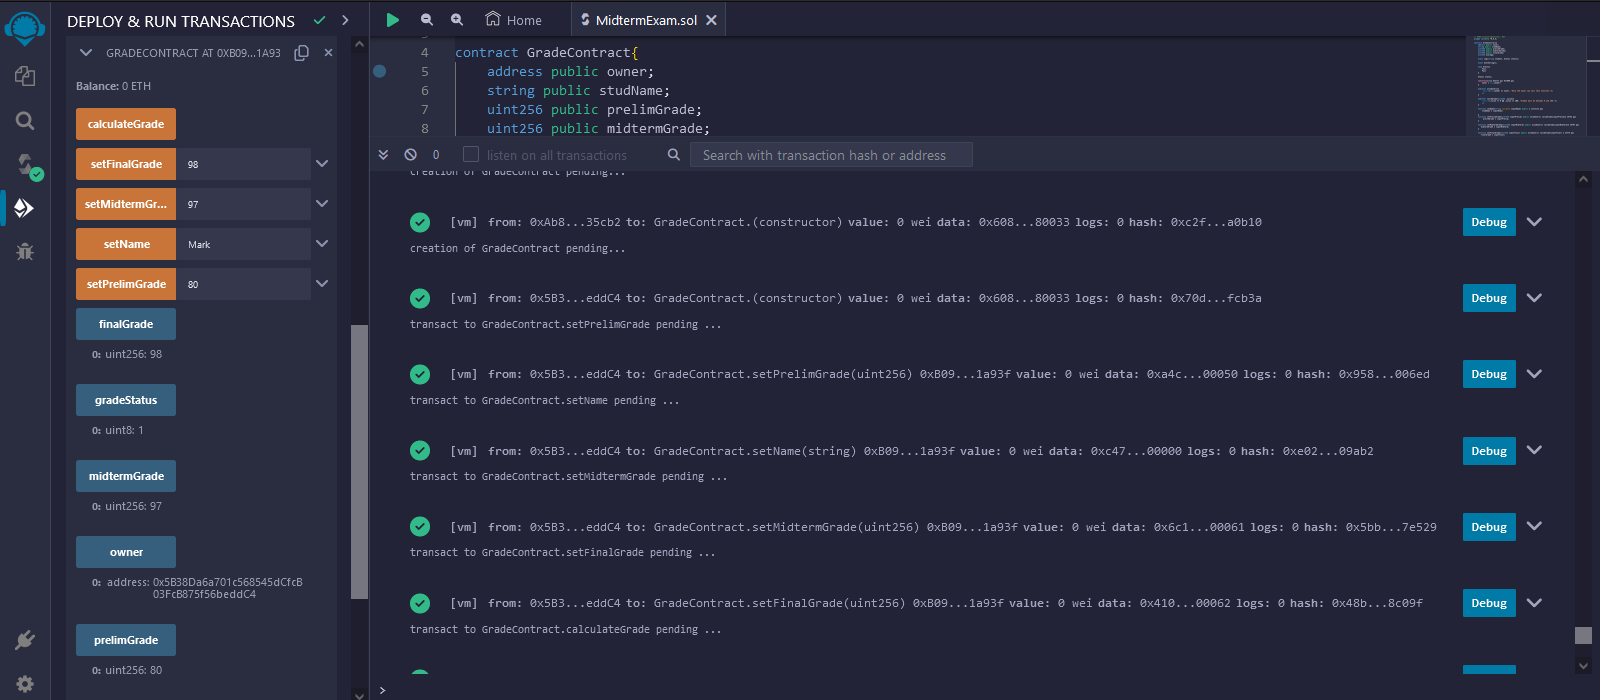 DEPLOY & RUN TRANSACTIONS
GRADECONTRACT AT 0XB09...1A93
Balance: 0 ETH
calculateGrade
setFinalGrade 98
setMidtermGr... 97
setName Mark
setPrelimGrade 80
finalGrade
0: uint256: 98
gradeStatus
0: uint8: 1
midtermGrade
0: uint256: 97
owner
0: address: 0x5B38Da6a701c568545dCfcB
03FcB875f56beddC4
prelimGrade
0: uint256: 80
Home
MidtermExam.sol
4 contract GradeContract{
5 address public owner;
6 string public studName;
7 uint256 public prelimGrade;
8 uint256 public midtermGrade;
0 listen on all transactions Search with transaction hash or address
creation of GradeContract pending...
[vm] from: 0xAb8...35cb2 to: GradeContract.(constructor) value: 0 wei data: 0x608...80033 logs: 0 hash: 0xc2f...a0b10 Debug
creation of GradeContract pending...
[vm] from: 0x5B3...eddC4 to: GradeContract.(constructor) value: 0 wei data: 0x608...80033 logs: 0 hash: 0x70d...fcb3a Debug
transact to GradeContract.setPrelimGrade pending ...
[vm] from: 0x5B3...eddC4 to: GradeContract.setPrelimGrade(uint256) 0xB09...1a93f value: 0 wei data: 0xa4c...00050 logs: 0 hash: 0x958...006ed Debug
transact to GradeContract.setName pending ...
[vm] from: 0x5B3...eddC4 to: GradeContract.setName(string) 0xB09...1a93f value: 0 wei data: 0xc47...00000 logs: 0 hash: 0xe02...09ab2 Debug
transact to GradeContract.setMidtermGrade pending ...
[vm] from: 0x5B3...eddC4 to: GradeContract.setMidtermGrade(uint256) 0xB09...1a93f value: 0 wei data: 0x6c1...00061 logs: 0 hash: 0x5bb...7e529 Debug
transact to GradeContract.setFinalGrade pending ...
[vm] from: 0x5B3...eddC4 to: GradeContract.setFinalGrade(uint256) 0xB09...1a93f value: 0 wei data: 0x410...00062 logs: 0 hash: 0x48b...8c09f Debug
transact to GradeContract.calculateGrade pending ...
>